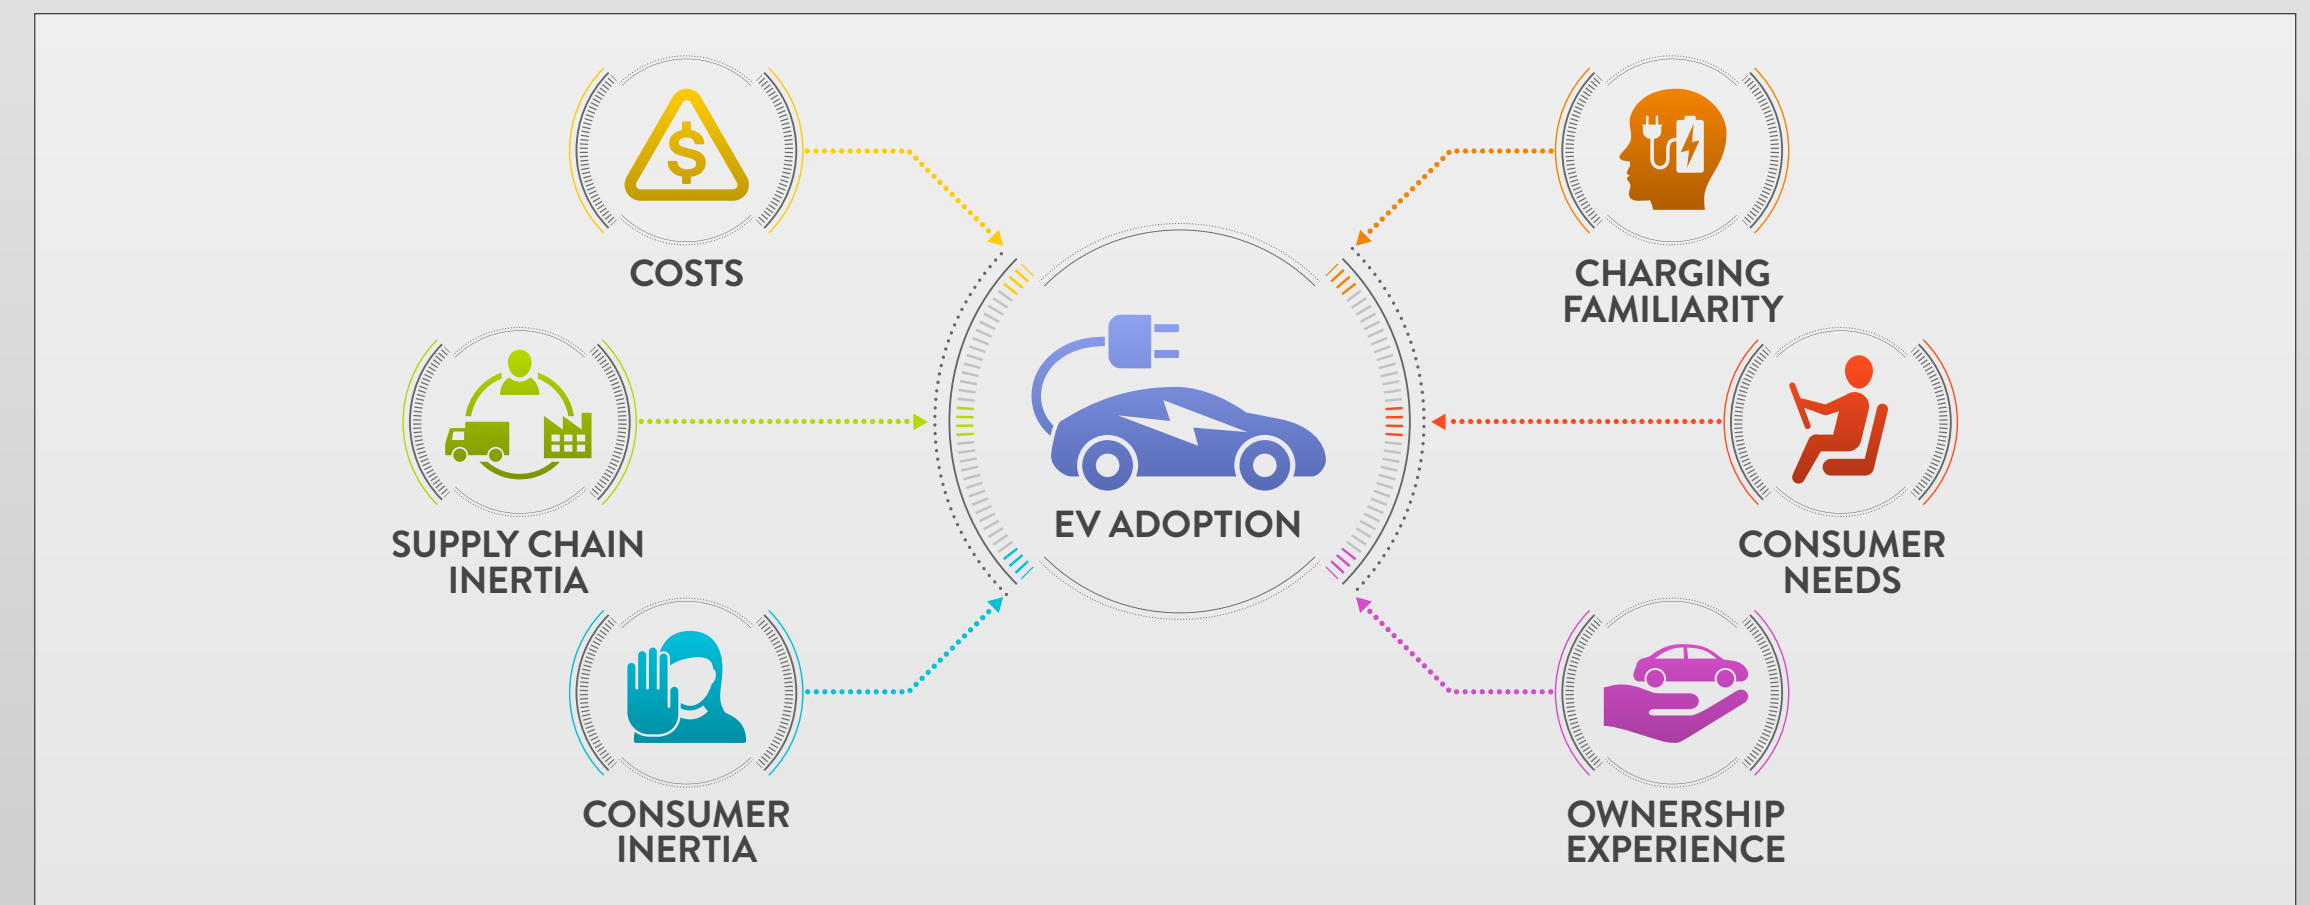 COSTS
CHARGING
FAMILIARITY
SUPPLY CHAIN
INERTIA
EV ADOPTION
CONSUMER
NEEDS
CONSUMER
INERTIA
OWNERSHIP
EXPERIENCE